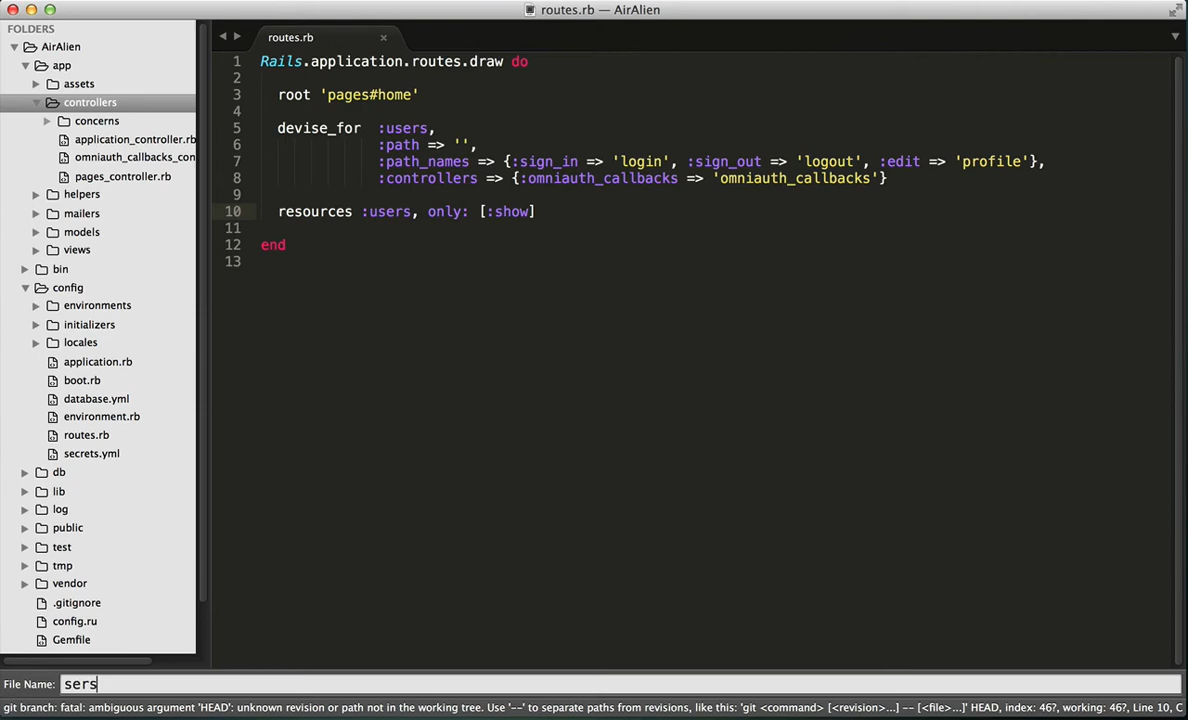 routes.rb — AirAlien
FOLDERS
AirAlien
app
assets
controllers
concerns
application_controller.rb
omniauth_callbacks_con
pages_controller.rb
helpers
mailers
models
views
bin
config
environments
initializers
locales
application.rb
boot.rb
database.yml
environment.rb
routes.rb
secrets.yml
db
lib
log
public
test
tmp
vendor
.gitignore
config.ru
Gemfile
routes.rb
1 Rails.application.routes.draw do
2
3 root 'pages#home'
4
5 devise_for :users,
6 :path => '',
7 :path_names => {:sign_in => 'login', :sign_out => 'logout', :edit => 'profile'},
8 :controllers => {:omniauth_callbacks => 'omniauth_callbacks'}
9
10 resources :users, only: [:show]
11
12 end
13
File Name: sers
git branch: fatal: ambiguous argument 'HEAD': unknown revision or path not in the working tree. Use '--' to separate paths from revisions, like this: 'git <command> [<revision>...] -- [<file>...]' HEAD, index: 46?, working: 46?, Line 10, C